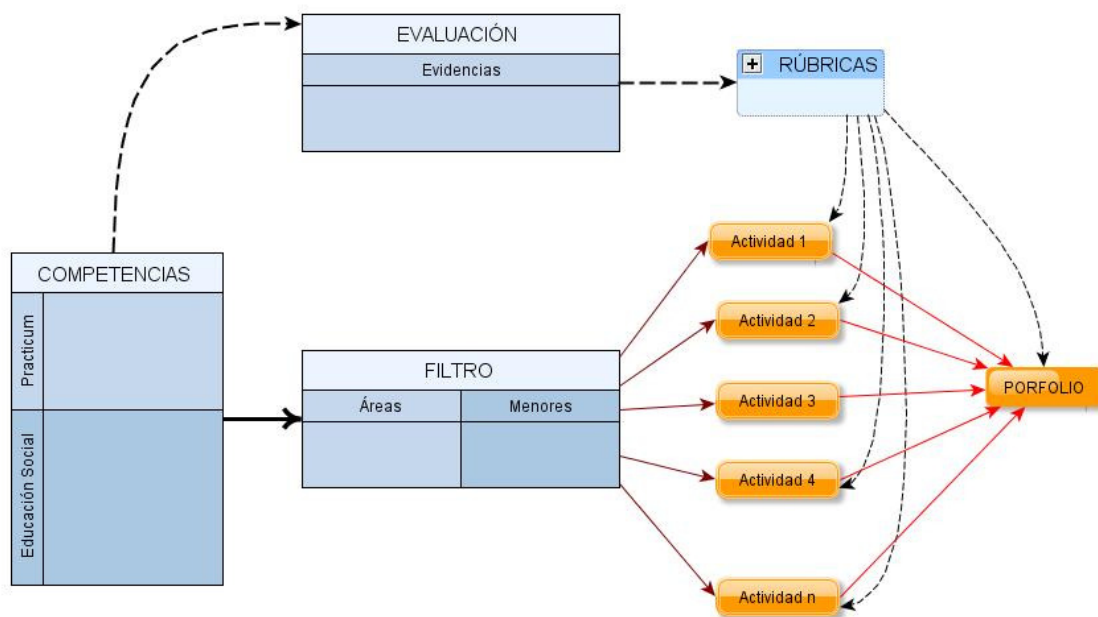 EVALUACIÓN
Evidencias
RÚBRICAS
COMPETENCIAS
Practicum
Educación Social
FILTRO
Áreas
Menores
Actividad 1
Actividad 2
Actividad 3
Actividad 4
Actividad n
PORFOLIO